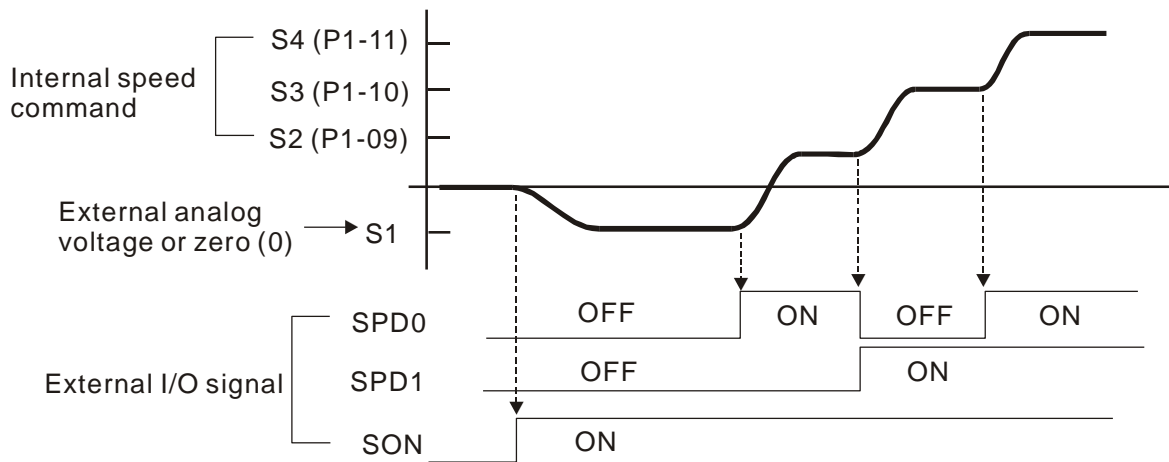 S4 (P1-11)
Internal speed
command
S3 (P1-10)
S2 (P1-09)
External analog
voltage or zero (0)
S1
SPD0
OFF
ON
OFF
ON
External I/O signal
SPD1
OFF
ON
SON
ON